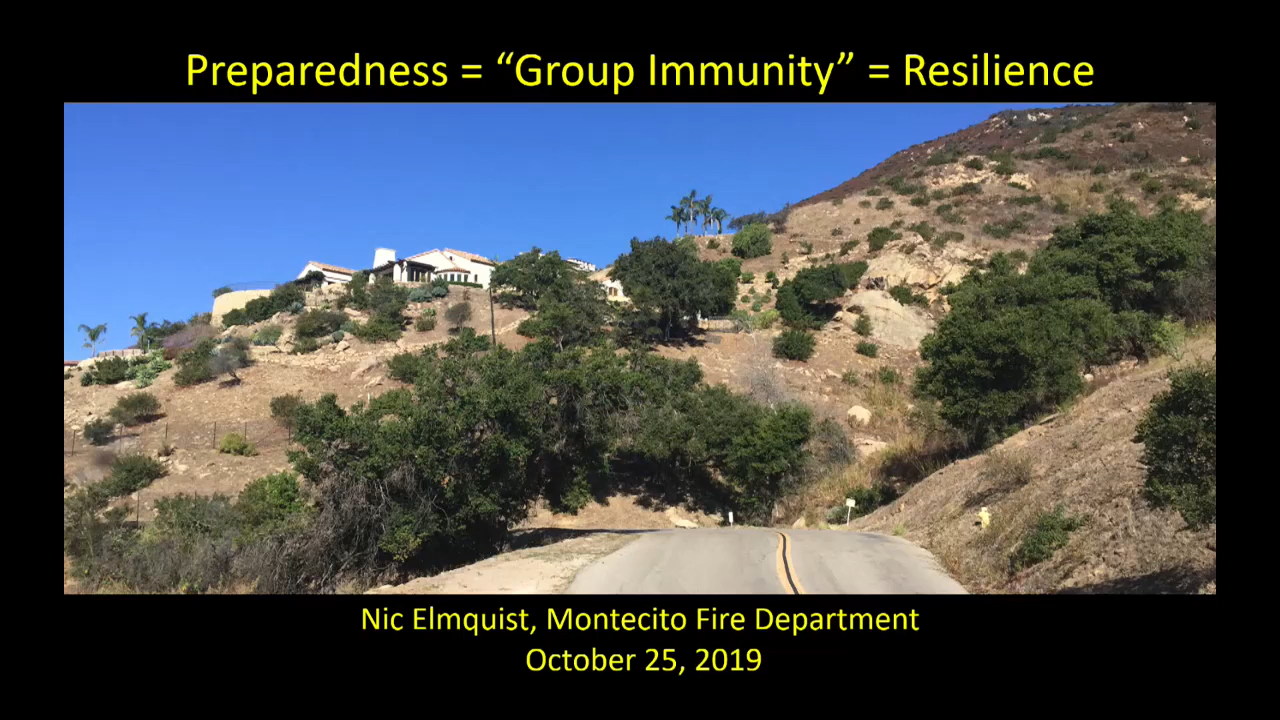 Preparedness = “Group Immunity” = Resilience
Nic Elmquist, Montecito Fire Department
October 25, 2019